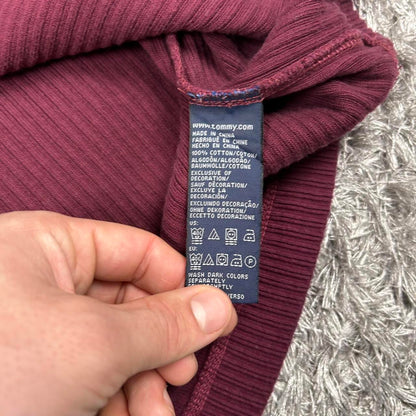 www.tommy.com
MADE IN CHINA
FABRIQUÉ EN CHINE
HECHO EN CHINA
100% COTTON/COTON/
ALGODÓN/ALGODÃO/
BAUMWOLLE/COTONE
EXCLUSIVE OF
DECORATION/
SAUF DÉCORATION/
EXCLUYE LA
DECORACIÓN/
EXCLUINDO DECORAÇÃO/
OHNE DEKORATION/
ECCETTO DECORAZIONE
US:
EU:
WASH DARK COLORS
SEPARATELY
VERSO